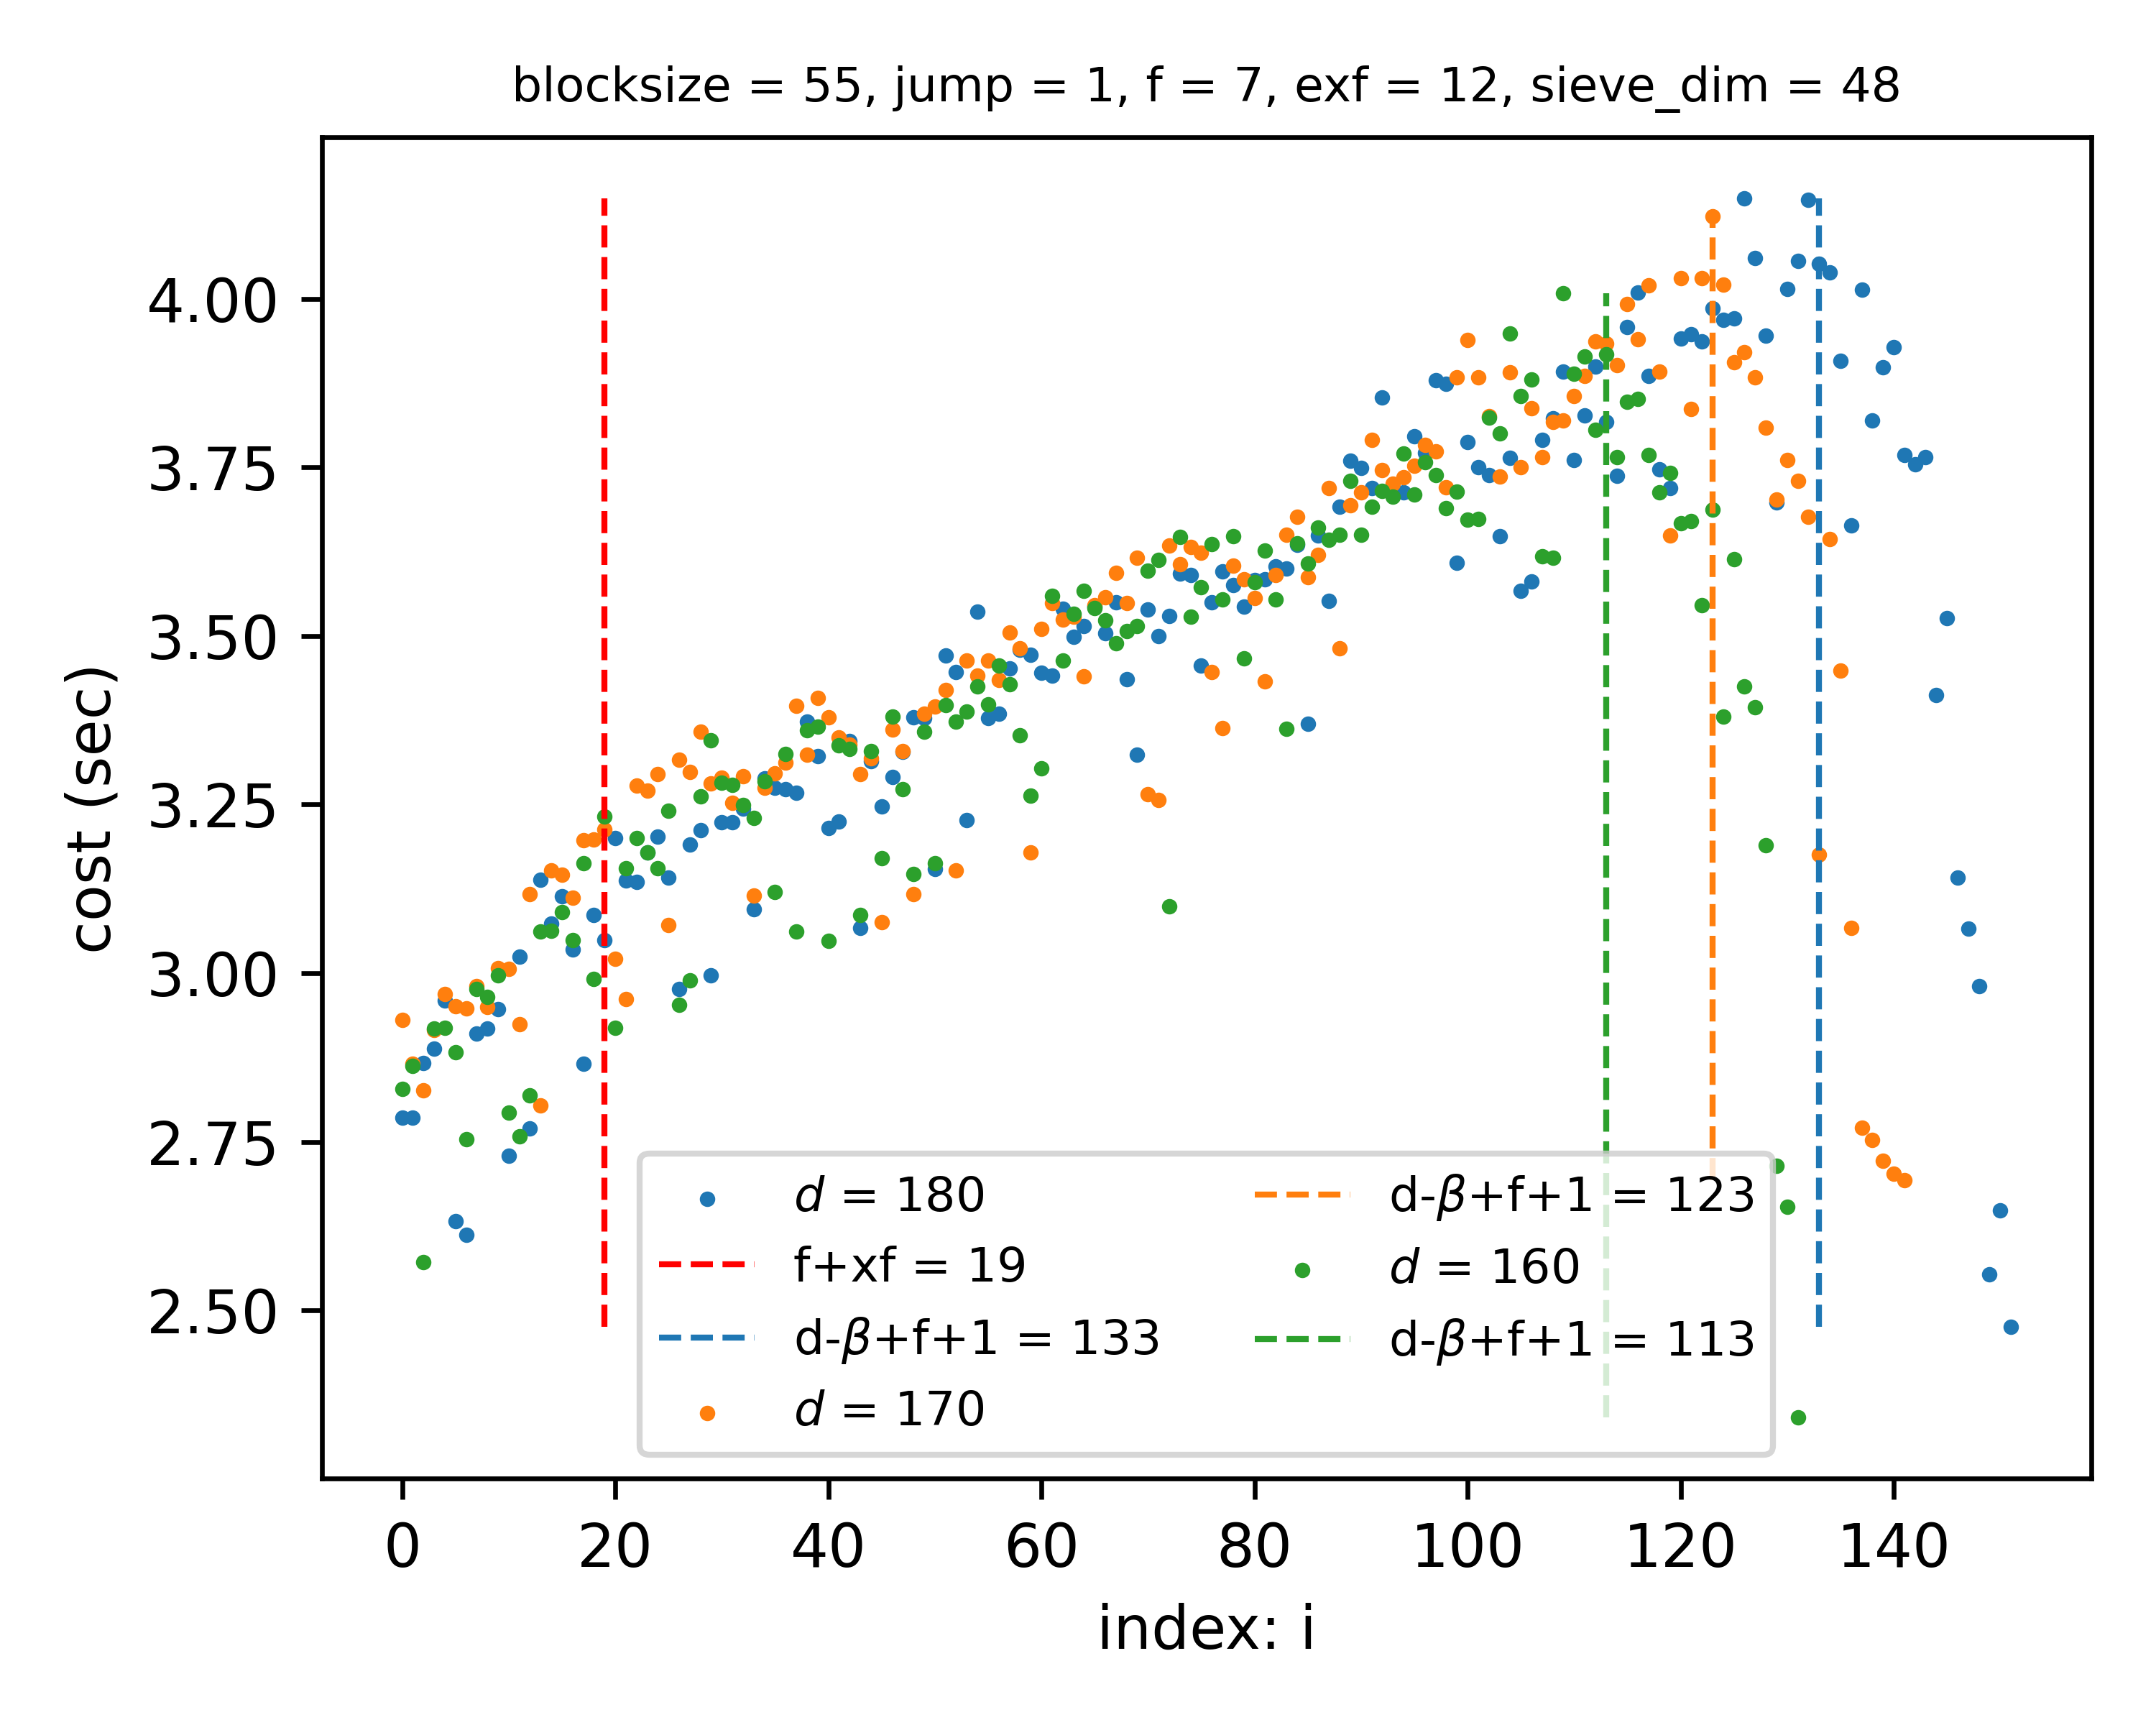 blocksize = 55, jump = 1, f = 7, exf = 12, sieve_dim = 48
cost (sec)
4.00
3.75
3.50
3.25
3.00
2.75
2.50
d = 180
f+xf = 19
d-β+f+1 = 133
d = 170
d-β+f+1 = 123
d = 160
d-β+f+1 = 113
0 20 40 60 80 100 120 140
index: i